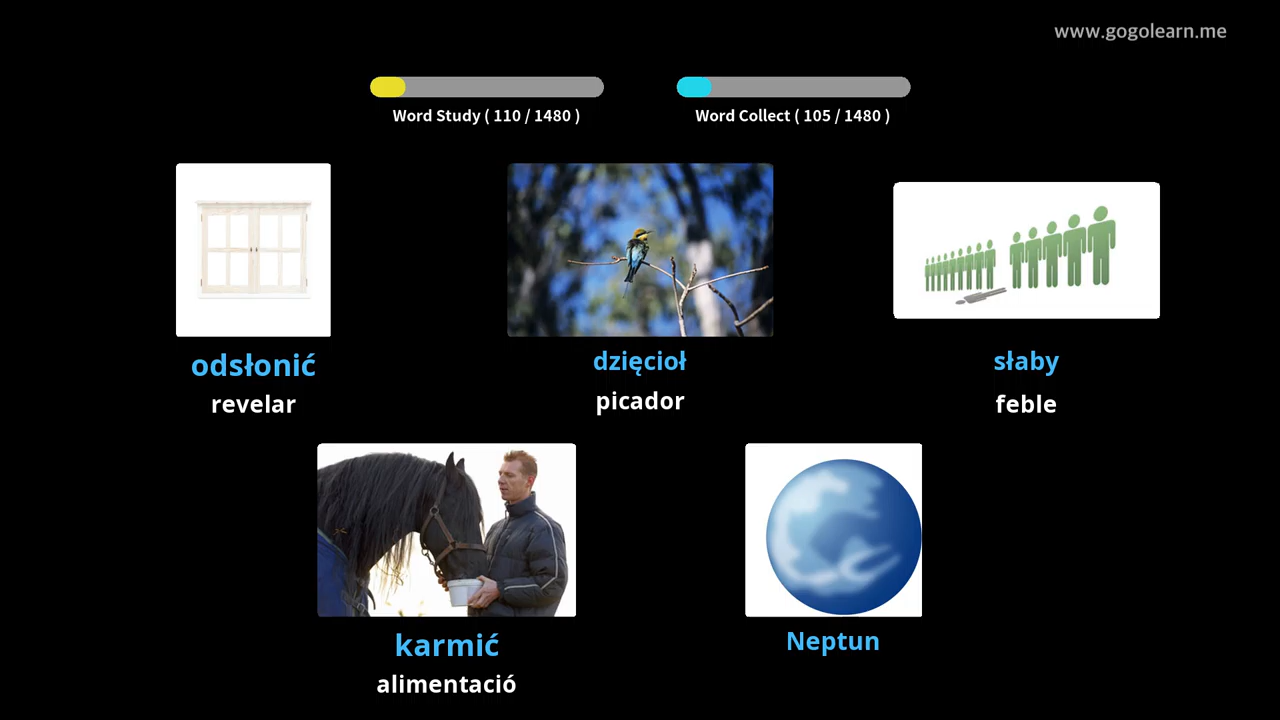 www.gogolearn.me
Word Study ( 110 / 1480 )
Word Collect ( 105 / 1480 )
odsłonić
revelar
dzięcioł
picador
słaby
feble
karmić
alimentació
Neptun